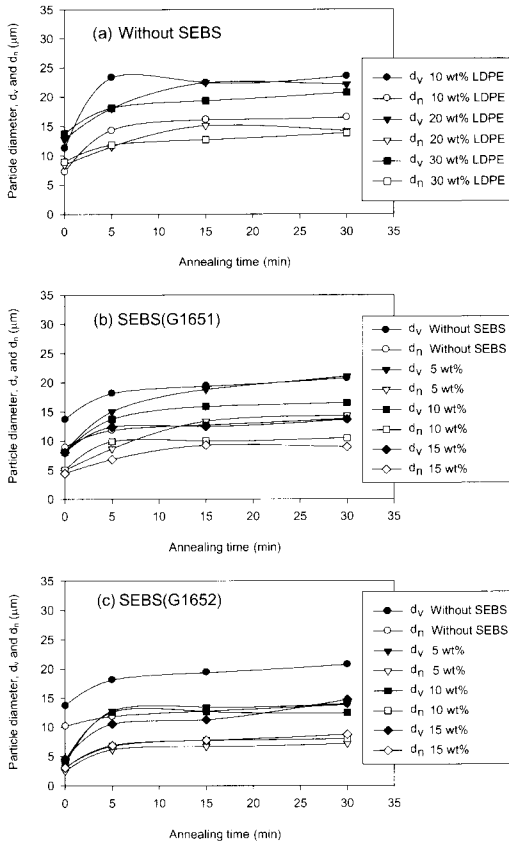 (a) Without SEBS
Particle diameter, dv and dn (μm)
35
30
25
20
15
10
5
0
0 5 10 15 20 25 30 35
Annealing time (min)
dv 10 wt% LDPE
dn 10 wt% LDPE
dv 20 wt% LDPE
dn 20 wt% LDPE
dv 30 wt% LDPE
dn 30 wt% LDPE
(b) SEBS(G1651)
Particle diameter, dv and dn (μm)
35
30
25
20
15
10
5
0
0 5 10 15 20 25 30 35
Annealing time (min)
dv Without SEBS
dn Without SEBS
dv 5 wt%
dn 5 wt%
dv 10 wt%
dn 10 wt%
dv 15 wt%
dn 15 wt%
(c) SEBS(G1652)
Particle diameter, dv and dn (μm)
35
30
25
20
15
10
5
0
0 5 10 15 20 25 30 35
Annealing time (min)
dv Without SEBS
dn Without SEBS
dv 5 wt%
dn 5 wt%
dv 10 wt%
dn 10 wt%
dv 15 wt%
dn 15 wt%